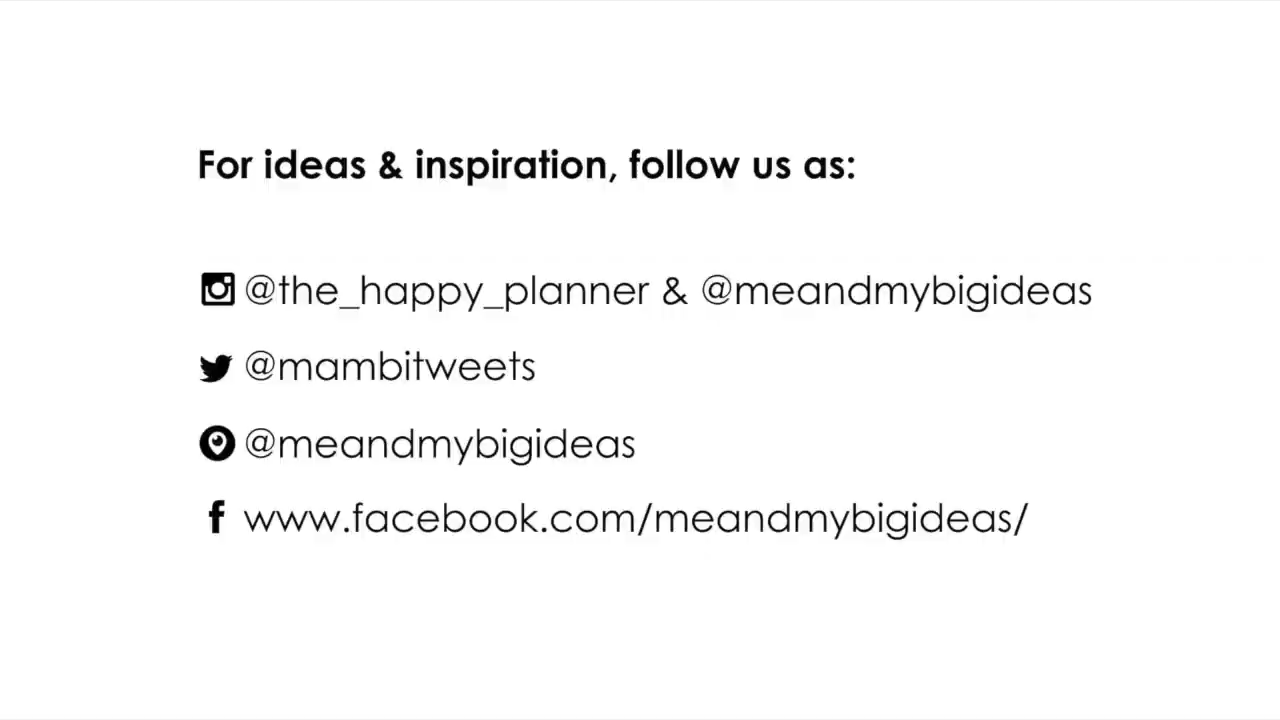 For ideas & inspiration, follow us as:
@the_happy_planner & @meandmybigideas
@mambitweets
@meandmybigideas
www.facebook.com/meandmybigideas/